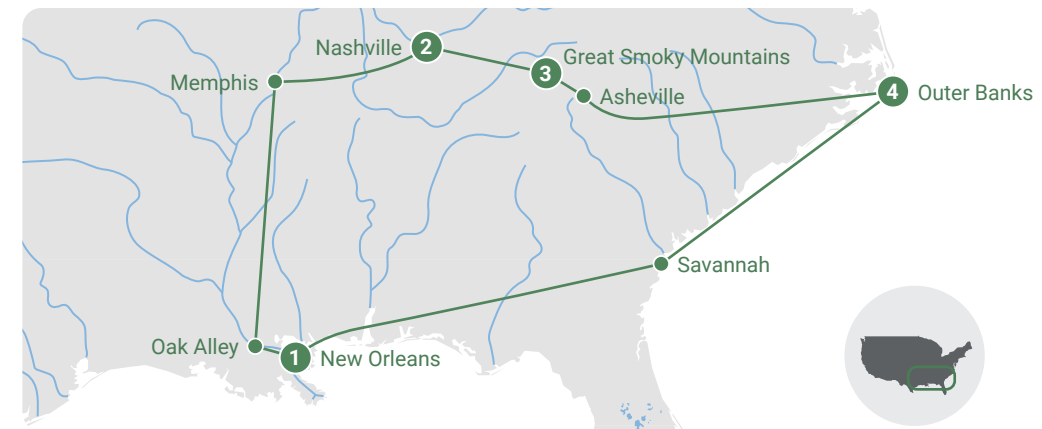 Nashville
2
Great Smoky Mountains
3
Memphis
Asheville
4
Outer Banks
Savannah
Oak Alley
1
New Orleans